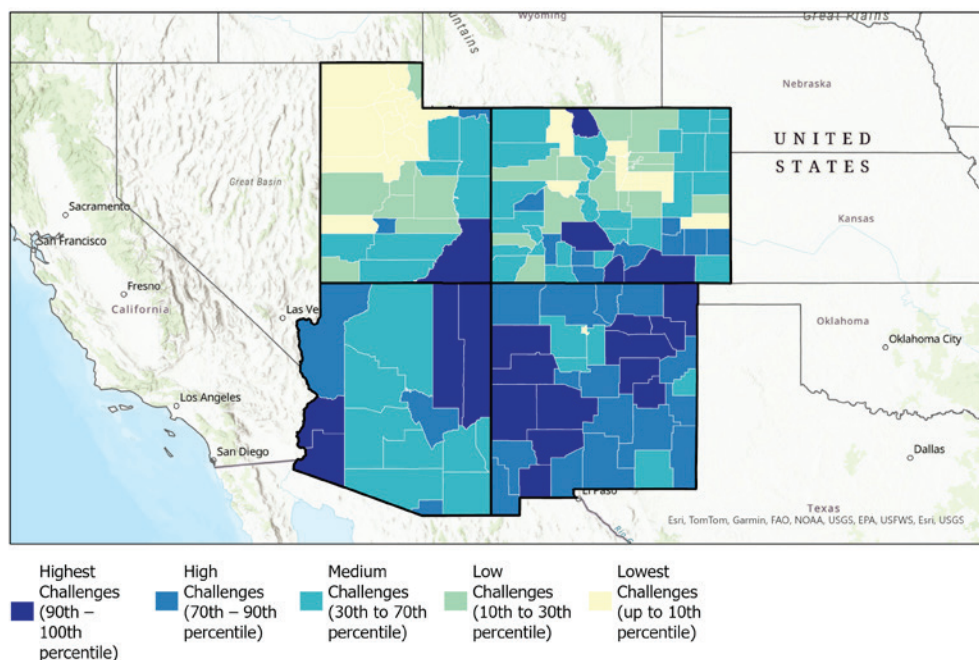 Wyoming
Great Plains
untains
Nebraska
UNITED
STATES
Great Basin
Sacramento
San Francisco
Kansas
Fresno
California
Las Ve
Oklahoma
Oklahoma City
Los Angeles
San Diego
Dallas
El Paso
Texas
Esri, TomTom, Garmin, FAO, NOAA, USGS, EPA, USFWS, Esri, USGS
Highest
Challenges
(90th –
100th
percentile)
High
Challenges
(70th – 90th
percentile)
Medium
Challenges
(30th to 70th
percentile)
Low
Challenges
(10th to 30th
percentile)
Lowest
Challenges
(up to 10th
percentile)